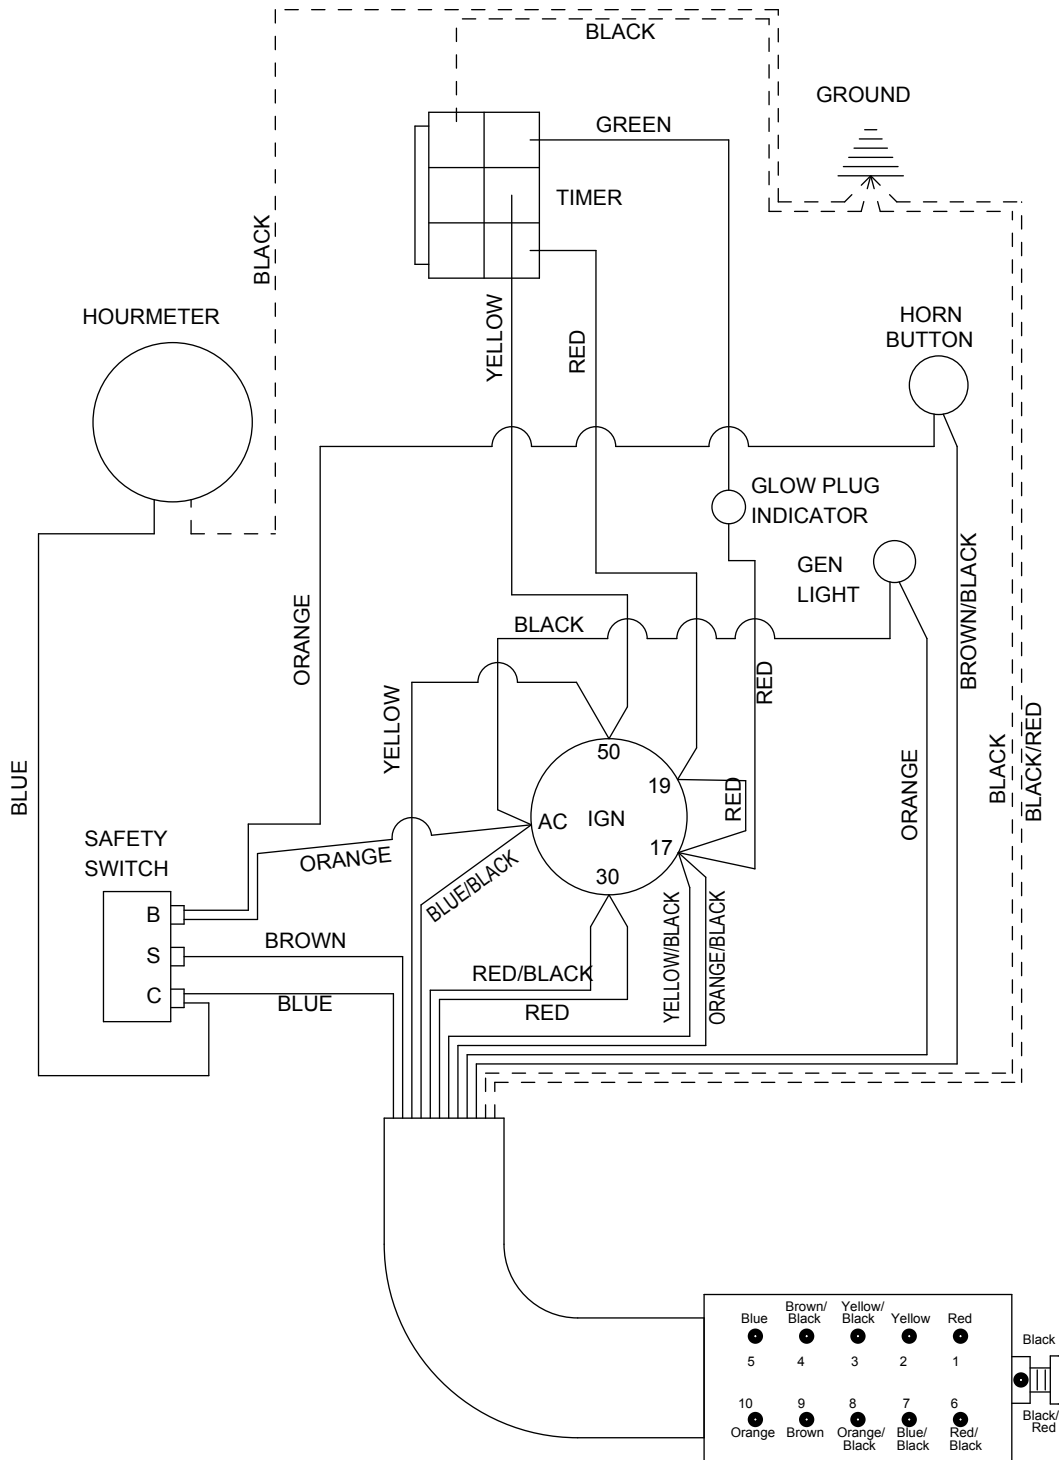 BLACK
GROUND
GREEN
TIMER
BLACK
HOURMETER
YELLOW
RED
HORN
BUTTON
GLOW PLUG
INDICATOR
GEN
LIGHT
BROWN/BLACK
ORANGE
BLACK
RED
YELLOW
BLUE
50
19
RED
AC
IGN
17
30
BLACK
BLACK/RED
ORANGE
SAFETY
SWITCH
ORANGE
BLUE/BLACK
B
S
C
BROWN
BLUE
RED/BLACK
RED
YELLOW/BLACK
ORANGE/BLACK
Blue
Brown/
Black
Yellow/
Black
Yellow
Red
Black
5
4
3
2
1
10
9
8
7
6
Orange
Brown
Orange/
Black
Blue/
Black
Red/
Black
Black/
Red